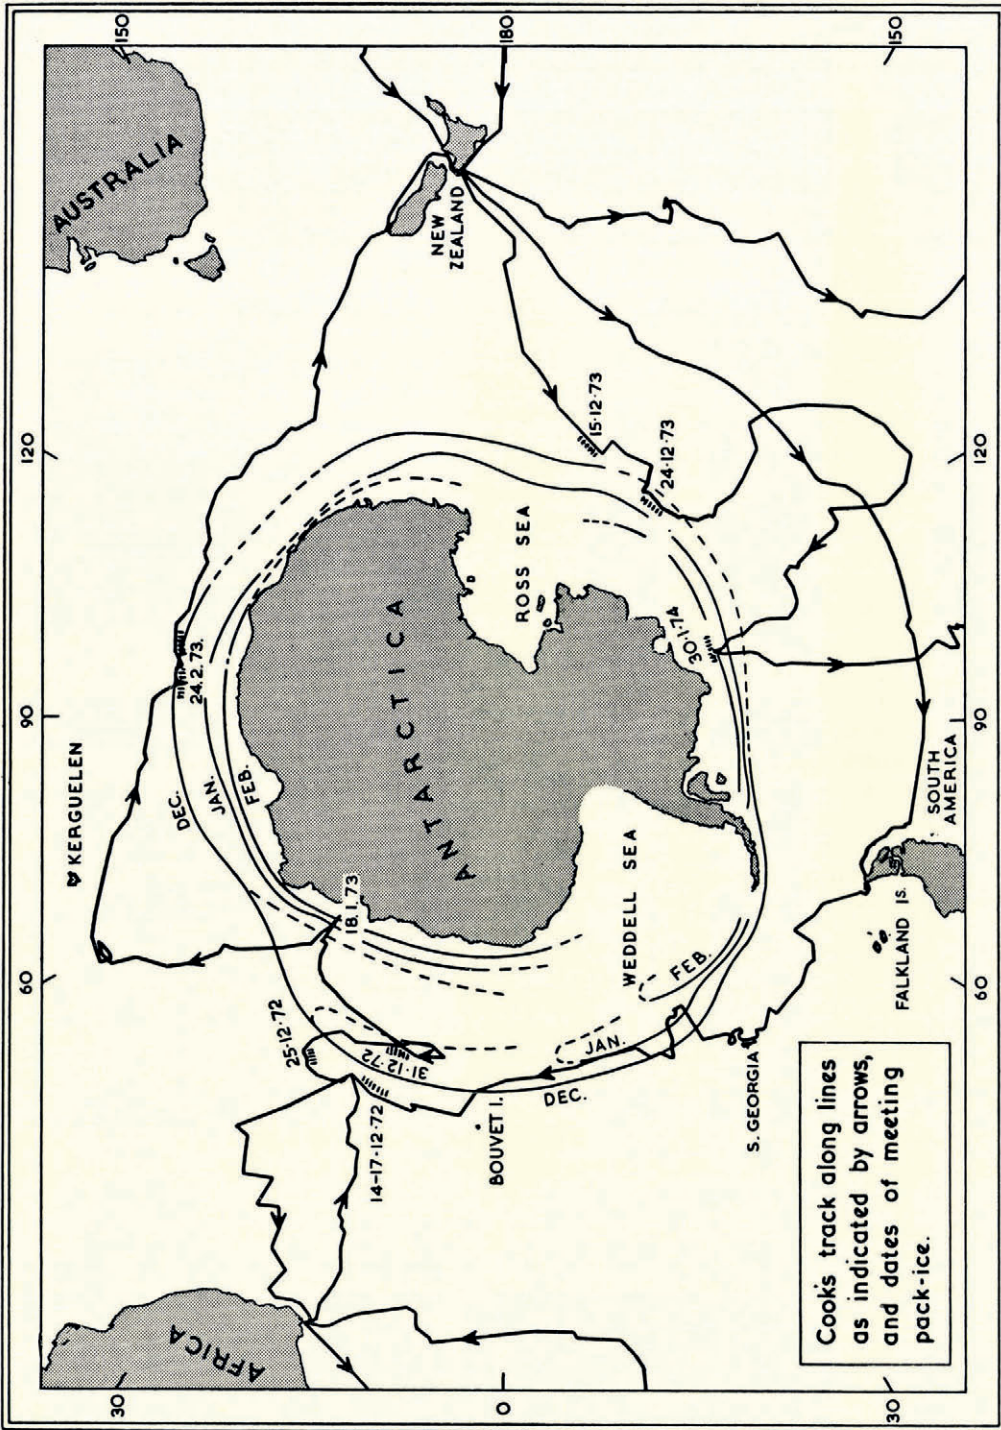 150
180
150
AUSTRALIA
NEW
ZEALAND
120
120
15·12·73
24·12·73
ROSS SEA
ANTARCTICA
30·1·74
24.2.73.
90
90
KERGUELEN
DEC.
JAN.
FEB.
SOUTH
AMERICA
18.1.73
WEDDELL SEA
FEB.
JAN.
DEC.
FALKLAND IS.
60
60
25·12·72
31·12·72
14-17·12·72
BOUVET I.
S. GEORGIA
AFRICA
30
0
30
Cook's track along lines
as indicated by arrows,
and dates of meeting
pack-ice.